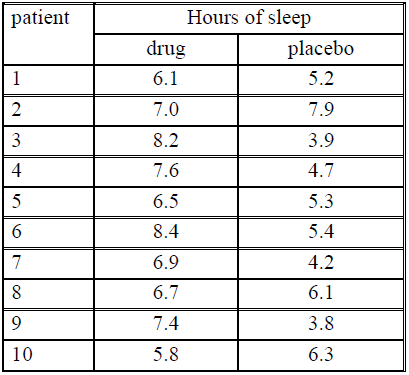 patient Hours of sleep
drug placebo
1 6.1 5.2
2 7.0 7.9
3 8.2 3.9
4 7.6 4.7
5 6.5 5.3
6 8.4 5.4
7 6.9 4.2
8 6.7 6.1
9 7.4 3.8
10 5.8 6.3